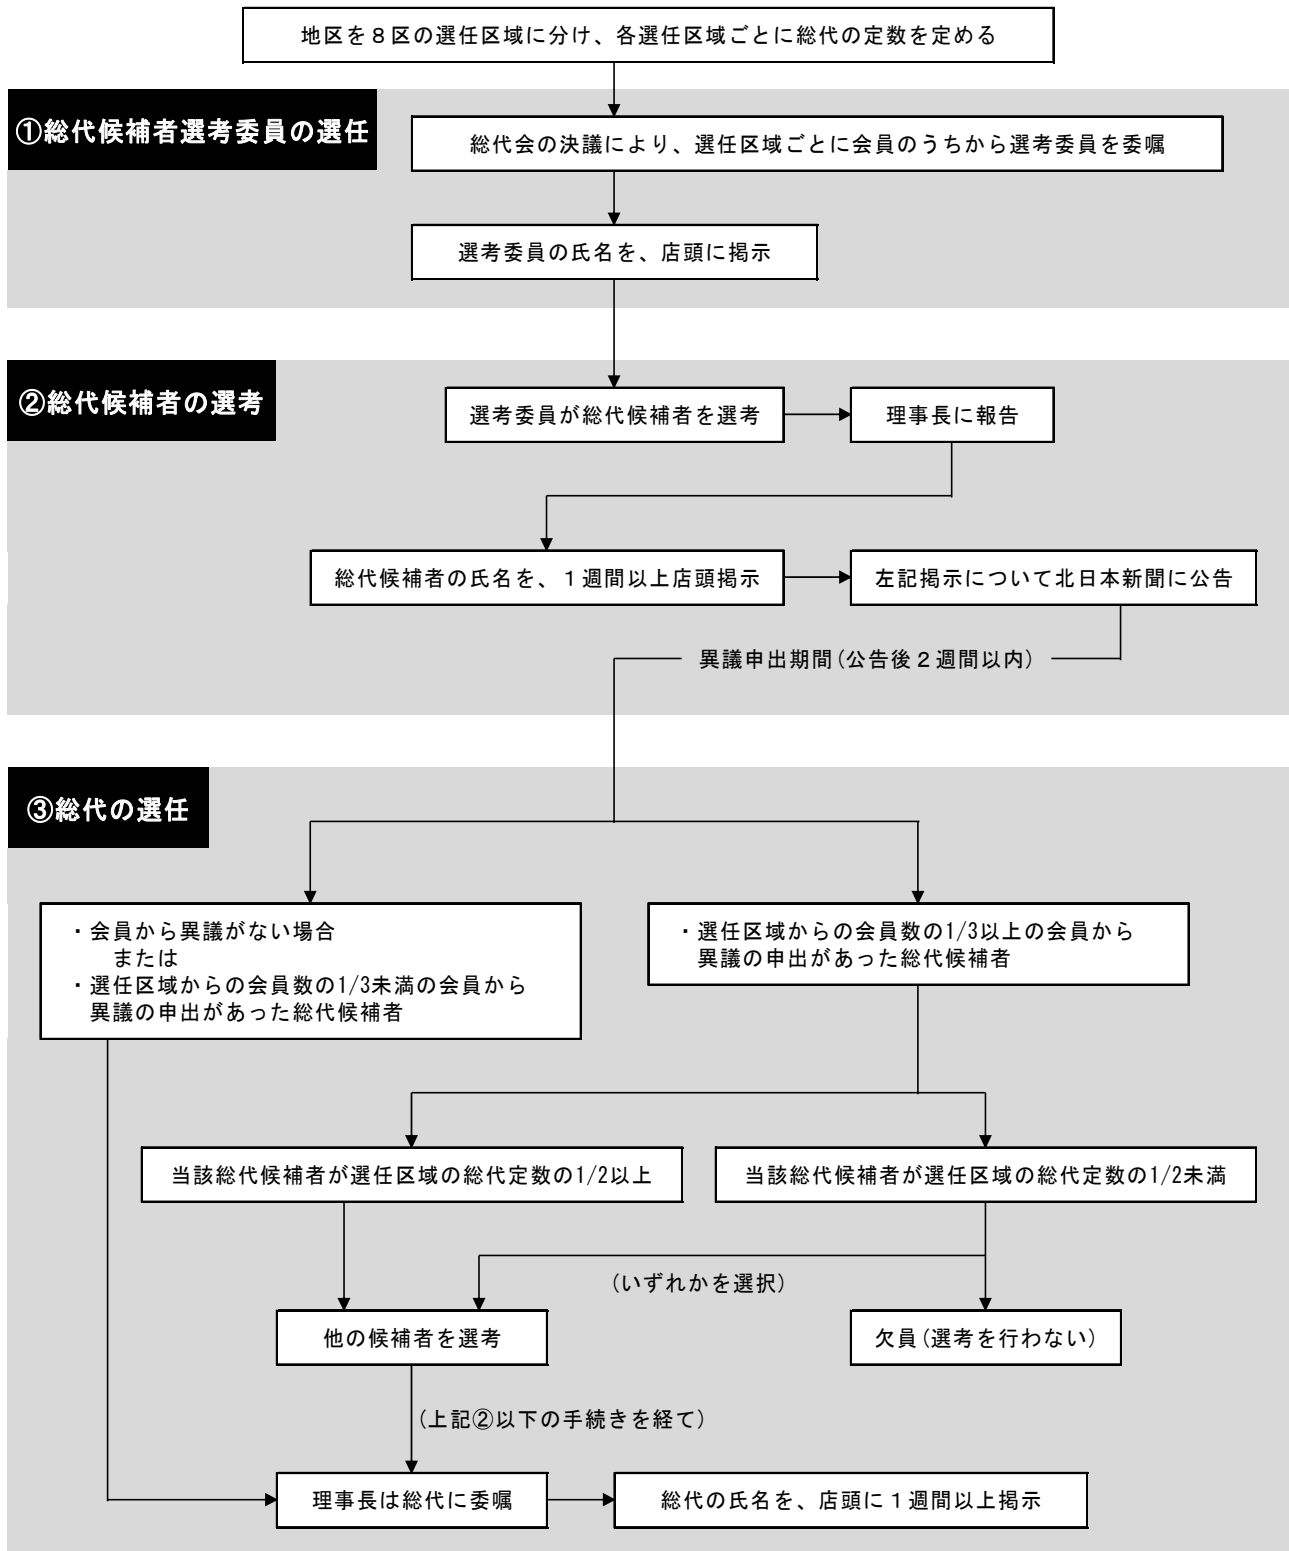 地区を８区の選任区域に分け、各選任区域ごとに総代の定数を定める
①総代候補者選考委員の選任
総代会の決議により、選任区域ごとに会員のうちから選考委員を委嘱
選考委員の氏名を、店頭に掲示
②総代候補者の選考
選考委員が総代候補者を選考
理事長に報告
総代候補者の氏名を、１週間以上店頭掲示
左記掲示について北日本新聞に公告
異議申出期間(公告後２週間以内)
③総代の選任
・会員から異議がない場合
または
・選任区域からの会員数の1/3未満の会員から
異議の申出があった総代候補者
・選任区域からの会員数の1/3以上の会員から
異議の申出があった総代候補者
当該総代候補者が選任区域の総代定数の1/2以上
当該総代候補者が選任区域の総代定数の1/2未満
(いずれかを選択)
他の候補者を選考
欠員(選考を行わない)
(上記②以下の手続きを経て)
理事長は総代に委嘱
総代の氏名を、店頭に１週間以上掲示